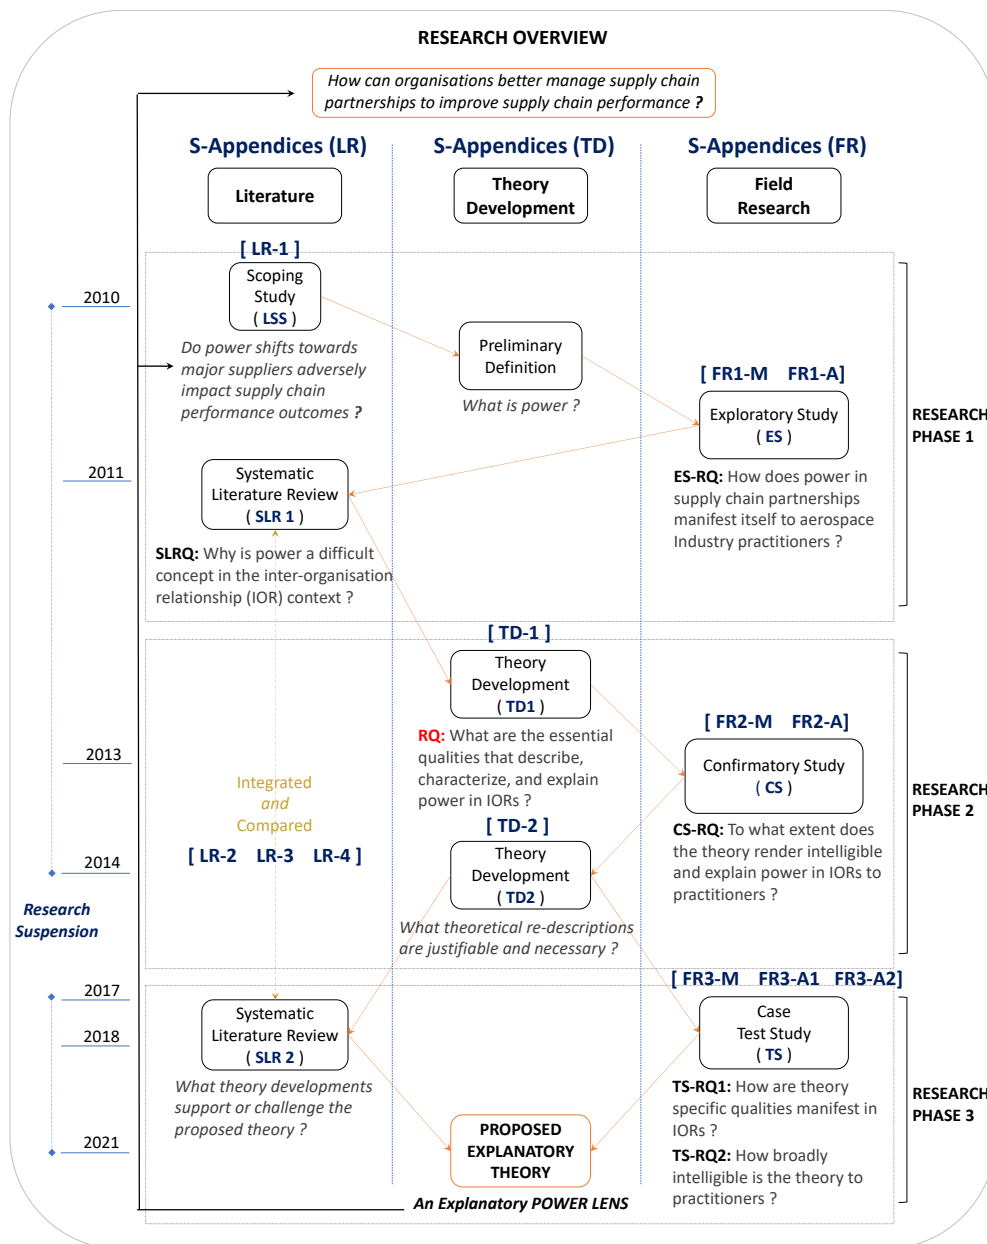 RESEARCH OVERVIEW
How can organisations better manage supply chain
partnerships to improve supply chain performance ?
S-Appendices (LR)
S-Appendices (TD)
S-Appendices (FR)
Literature
Theory
Development
Field
Research
[ LR-1 ]
2010
Scoping
Study
( LSS )
Do power shifts towards
major suppliers adversely
impact supply chain
performance outcomes ?
Preliminary
Definition
What is power ?
[ FR1-M FR1-A]
Exploratory Study
( ES )
ES-RQ: How does power in
supply chain partnerships
manifest itself to aerospace
Industry practitioners ?
RESEARCH
PHASE 1
2011
Systematic
Literature Review
( SLR 1 )
SLRQ: Why is power a difficult
concept in the inter-organisation
relationship (IOR) context ?
[ TD-1 ]
Theory
Development
( TD1 )
RQ: What are the essential
qualities that describe,
characterize, and explain
power in IORs ?
[ FR2-M FR2-A]
Confirmatory Study
( CS )
CS-RQ: To what extent does
the theory render intelligible
and explain power in IORs to
practitioners ?
RESEARCH
PHASE 2
2013
Integrated
and
Compared
[ LR-2 LR-3 LR-4 ]
2014
[ TD-2 ]
Theory
Development
( TD2 )
What theoretical re-descriptions
are justifiable and necessary ?
Research
Suspension
2017
2018
Systematic
Literature Review
( SLR 2 )
What theory developments
support or challenge the
proposed theory ?
[ FR3-M FR3-A1 FR3-A2]
Case
Test Study
( TS )
TS-RQ1: How are theory
specific qualities manifest in
IORs ?
TS-RQ2: How broadly
intelligible is the theory to
practitioners ?
RESEARCH
PHASE 3
2021
PROPOSED
EXPLANATORY
THEORY
An Explanatory POWER LENS